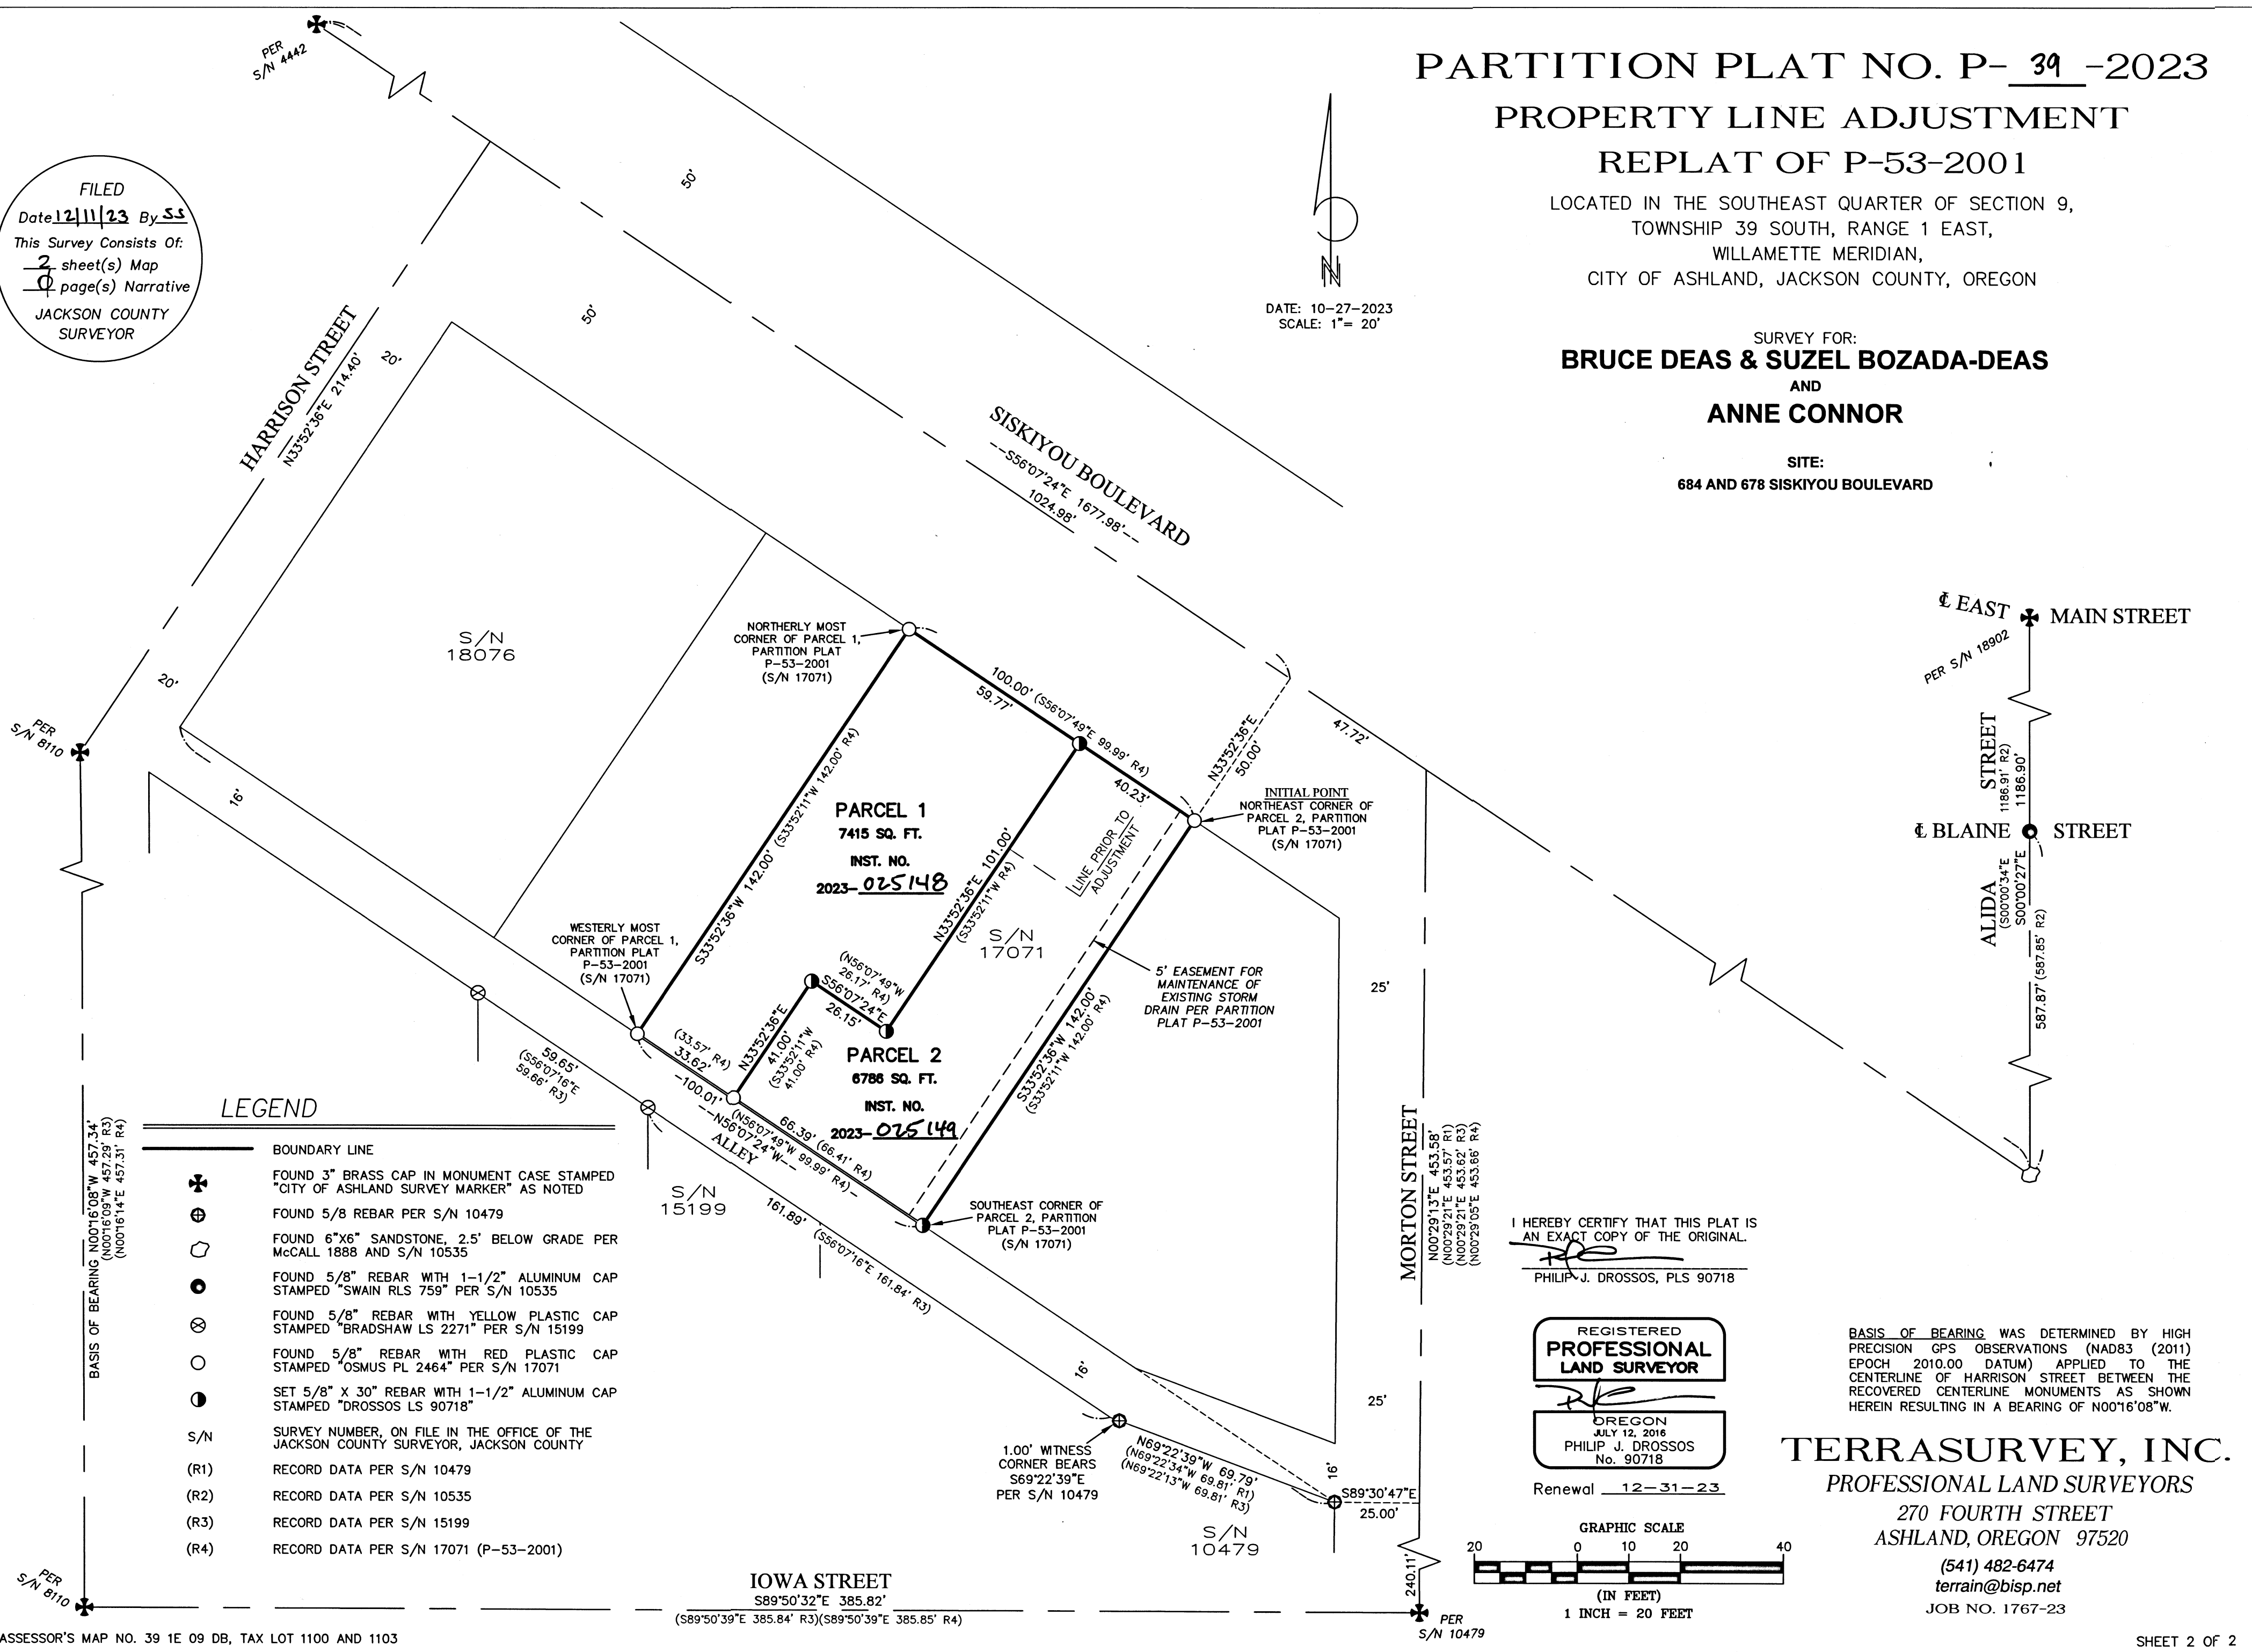 PARTITION PLAT NO. P- 39 -2023
PROPERTY LINE ADJUSTMENT
REPLAT OF P-53-2001
LOCATED IN THE SOUTHEAST QUARTER OF SECTION 9,
TOWNSHIP 39 SOUTH, RANGE 1 EAST,
WILLAMETTE MERIDIAN,
CITY OF ASHLAND, JACKSON COUNTY, OREGON
SURVEY FOR:
BRUCE DEAS & SUZEL BOZADA-DEAS
AND
ANNE CONNOR
SITE:
684 AND 678 SISKIYOU BOULEVARD
N
DATE: 10-27-2023
SCALE: 1"= 20'
FILED
Date 12/11/23 By SS
This Survey Consists Of:
2 sheet(s) Map
0 page(s) Narrative
JACKSON COUNTY
SURVEYOR
PER
S/N 4442
50'
50'
HARRISON STREET
N33°52'36"E 214.40'
20'
20'
PER
S/N 8110
16'
S/N
18076
SISKIYOU BOULEVARD
---S56°07'24"E 1677.98'---
1024.98'
47.72'
NORTHERLY MOST
CORNER OF PARCEL 1,
PARTITION PLAT
P-53-2001
(S/N 17071)
100.00' (S56°07'49"E 99.99' R4)
59.77'
40.23'
N33°52'36"E
50.00'
INITIAL POINT
NORTHEAST CORNER OF
PARCEL 2, PARTITION
PLAT P-53-2001
(S/N 17071)
S33°52'36"W 142.00' (S33°52'11"W 142.00' R4)
PARCEL 1
7415 SQ. FT.
INST. NO.
2023- 025148
N33°52'36"E 101.00'
(S33°52'11"W R4)
LINE PRIOR TO
ADJUSTMENT
S/N
17071
WESTERLY MOST
CORNER OF PARCEL 1,
PARTITION PLAT
P-53-2001
(S/N 17071)
(N56°07'49"W
26.17' R4)
S56°07'24"E
26.15'
N33°52'36"E
41.00'
(S33°52'11"W
41.00' R4)
5' EASEMENT FOR
MAINTENANCE OF
EXISTING STORM
DRAIN PER PARTITION
PLAT P-53-2001
S33°52'36"W 142.00'
(S33°52'11"W 142.00' R4)
PARCEL 2
6786 SQ. FT.
INST. NO.
2023- 025149
(33.57' R4)
33.62'
-100.01'
(N56°07'49"W 99.99' R4)-
--N56°07'24"W--
66.39' (66.41' R4)
ALLEY
59.65'
(S56°07'16"E
59.66' R3)
S/N
15199
161.89'
(S56°07'16"E 161.84' R3)
SOUTHEAST CORNER OF
PARCEL 2, PARTITION
PLAT P-53-2001
(S/N 17071)
25'
MORTON STREET
N00°29'13"E 453.58'
(N00°29'21"E 453.57' R1)
(N00°29'21"E 453.62' R3)
(N00°29'05"E 453.66' R4)
25'
16'
1.00' WITNESS
CORNER BEARS
S69°22'39"E
PER S/N 10479
N69°22'39"W 69.79'
(N69°22'34"W 69.81' R1)
(N69°22'13"W 69.81' R3)
16'
S89°30'47"E
25.00'
S/N
10479
240.11'
PER
S/N 10479
IOWA STREET
S89°50'32"E 385.82'
(S89°50'39"E 385.84' R3)(S89°50'39"E 385.85' R4)
BASIS OF BEARING N00°16'08"W 457.34'
(N00°16'09"W 457.29' R3)
(N00°16'14"E 457.31' R4)
PER
S/N 8110
℄ EAST MAIN STREET
PER S/N 18902
ALIDA STREET
1186.91' R2)
1186.90'
℄ BLAINE STREET
(S00°00'34"E
S00°00'27"E
587.87' (587.85' R2)
LEGEND
BOUNDARY LINE
FOUND 3" BRASS CAP IN MONUMENT CASE STAMPED
"CITY OF ASHLAND SURVEY MARKER" AS NOTED
FOUND 5/8 REBAR PER S/N 10479
FOUND 6"X6" SANDSTONE, 2.5' BELOW GRADE PER
McCALL 1888 AND S/N 10535
FOUND 5/8" REBAR WITH 1-1/2" ALUMINUM CAP
STAMPED "SWAIN RLS 759" PER S/N 10535
FOUND 5/8" REBAR WITH YELLOW PLASTIC CAP
STAMPED "BRADSHAW LS 2271" PER S/N 15199
FOUND 5/8" REBAR WITH RED PLASTIC CAP
STAMPED "OSMUS PL 2464" PER S/N 17071
SET 5/8" X 30" REBAR WITH 1-1/2" ALUMINUM CAP
STAMPED "DROSSOS LS 90718"
S/N SURVEY NUMBER, ON FILE IN THE OFFICE OF THE
JACKSON COUNTY SURVEYOR, JACKSON COUNTY
(R1) RECORD DATA PER S/N 10479
(R2) RECORD DATA PER S/N 10535
(R3) RECORD DATA PER S/N 15199
(R4) RECORD DATA PER S/N 17071 (P-53-2001)
I HEREBY CERTIFY THAT THIS PLAT IS
AN EXACT COPY OF THE ORIGINAL.
PHILIP J. DROSSOS, PLS 90718
REGISTERED
PROFESSIONAL
LAND SURVEYOR
OREGON
JULY 12, 2016
PHILIP J. DROSSOS
No. 90718
Renewal 12-31-23
GRAPHIC SCALE
20 0 10 20 40
(IN FEET)
1 INCH = 20 FEET
BASIS OF BEARING WAS DETERMINED BY HIGH
PRECISION GPS OBSERVATIONS (NAD83 (2011)
EPOCH 2010.00 DATUM) APPLIED TO THE
CENTERLINE OF HARRISON STREET BETWEEN THE
RECOVERED CENTERLINE MONUMENTS AS SHOWN
HEREIN RESULTING IN A BEARING OF N00°16'08"W.
TERRASURVEY, INC.
PROFESSIONAL LAND SURVEYORS
270 FOURTH STREET
ASHLAND, OREGON 97520
(541) 482-6474
terrain@bisp.net
JOB NO. 1767-23
ASSESSOR'S MAP NO. 39 1E 09 DB, TAX LOT 1100 AND 1103
SHEET 2 OF 2